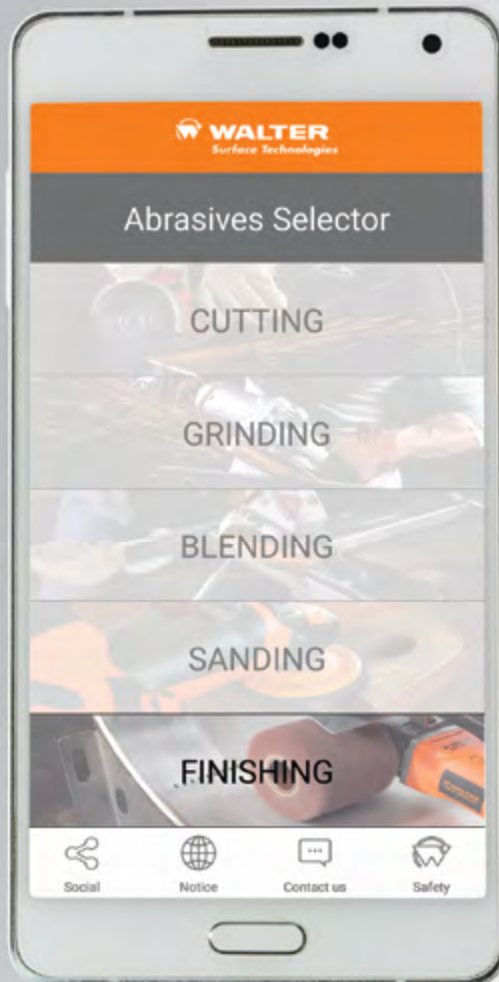 WALTER
Surface Technologies
Abrasives Selector
CUTTING
GRINDING
BLENDING
SANDING
FINISHING
Social Notice Contact us Safety